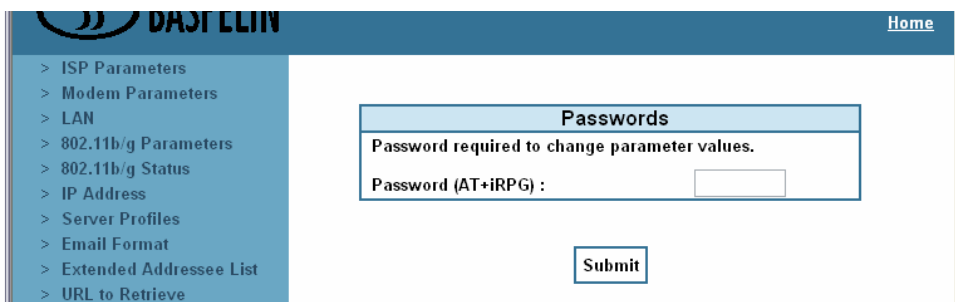 BASPELIN
Home
> ISP Parameters
> Modem Parameters
> LAN
> 802.11b/g Parameters
> 802.11b/g Status
> IP Address
> Server Profiles
> Email Format
> Extended Addressee List
> URL to Retrieve
Passwords
Password required to change parameter values.
Password (AT+iRPG) :
Submit